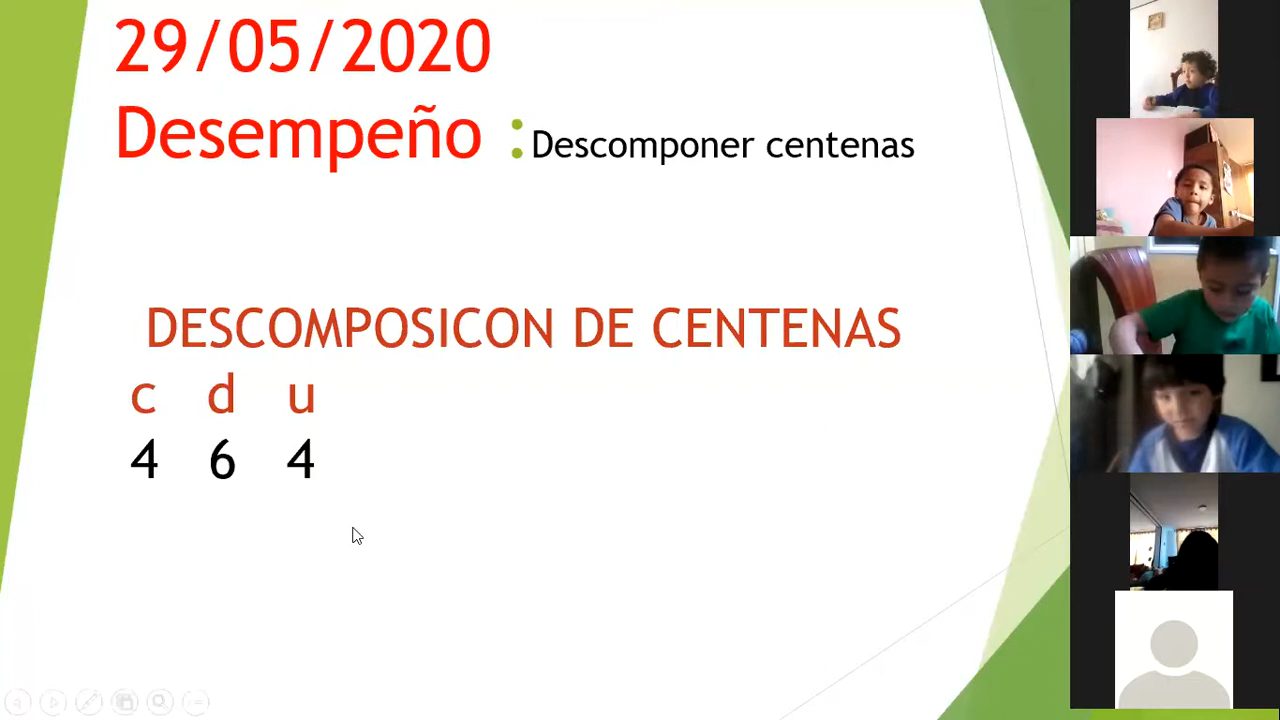 29/05/2020
Desempeño : Descomponer centenas
DESCOMPOSICON DE CENTENAS
c d u
4 6 4